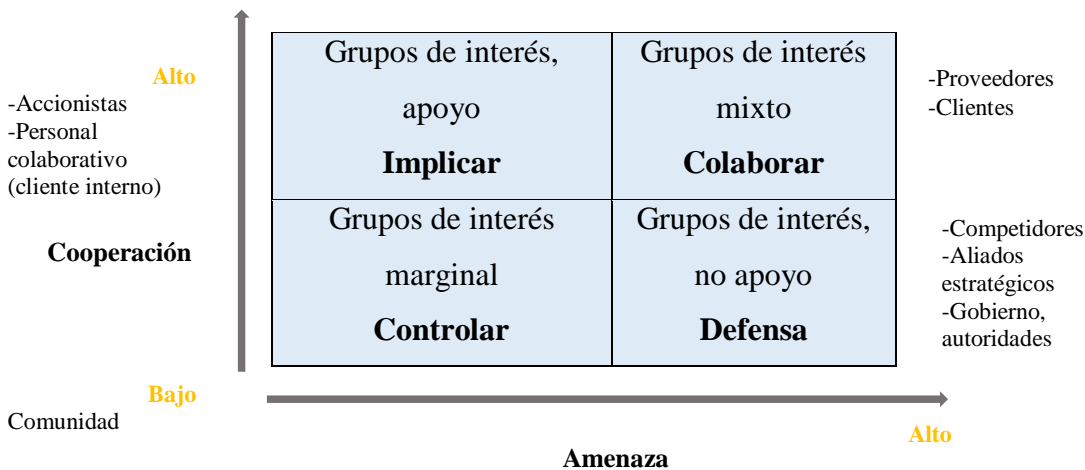 Alto
-Accionistas
-Personal
colaborativo
(cliente interno)
Cooperación
Bajo
Comunidad
Grupos de interés,
apoyo
Implicar
Grupos de interés
mixto
Colaborar
Grupos de interés
marginal
Controlar
Grupos de interés,
no apoyo
Defensa
-Proveedores
-Clientes
-Competidores
-Aliados
estratégicos
-Gobierno,
autoridades
Alto
Amenaza